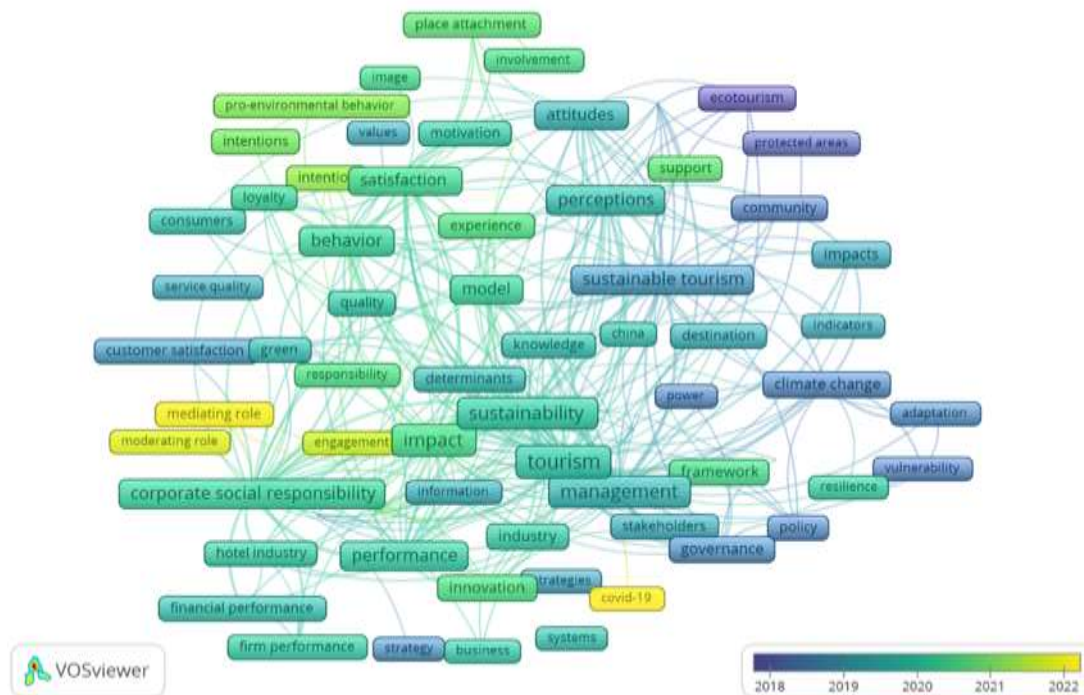 place attachment
involvement
image
ecotourism
pro-environmental behavior
attitudes
values
motivation
intentions
protected areas
support
intentio
satisfaction
loyalty
perceptions
community
consumers
experience
behavior
impacts
sustainable tourism
service quality
model
quality
indicators
china
destination
knowledge
customer satisfaction
green
responsibility
determinants
climate change
power
mediating role
sustainability
adaptation
moderating role
engagement
impact
tourism
framework
vulnerability
corporate social responsibility
information
management
resilience
stakeholders
policy
hotel industry
performance
industry
governance
innovation
strategies
covid-19
financial performance
systems
firm performance
strategy
business
VOSviewer
2018 2019 2020 2021 2022